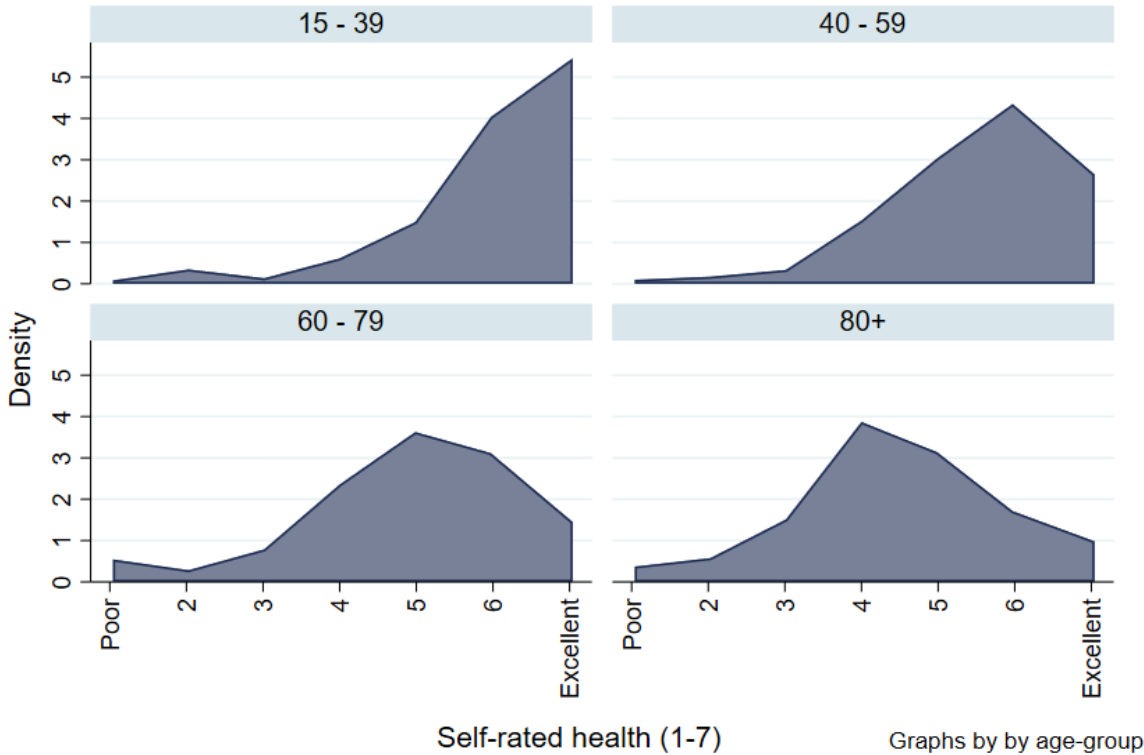 15 - 39
40 - 59
5
4
3
2
1
0
60 - 79
80+
Density
5
4
3
2
1
0
Poor
2
3
4
5
6
Excellent
Poor
2
3
4
5
6
Excellent
Self-rated health (1-7)
Graphs by by age-group